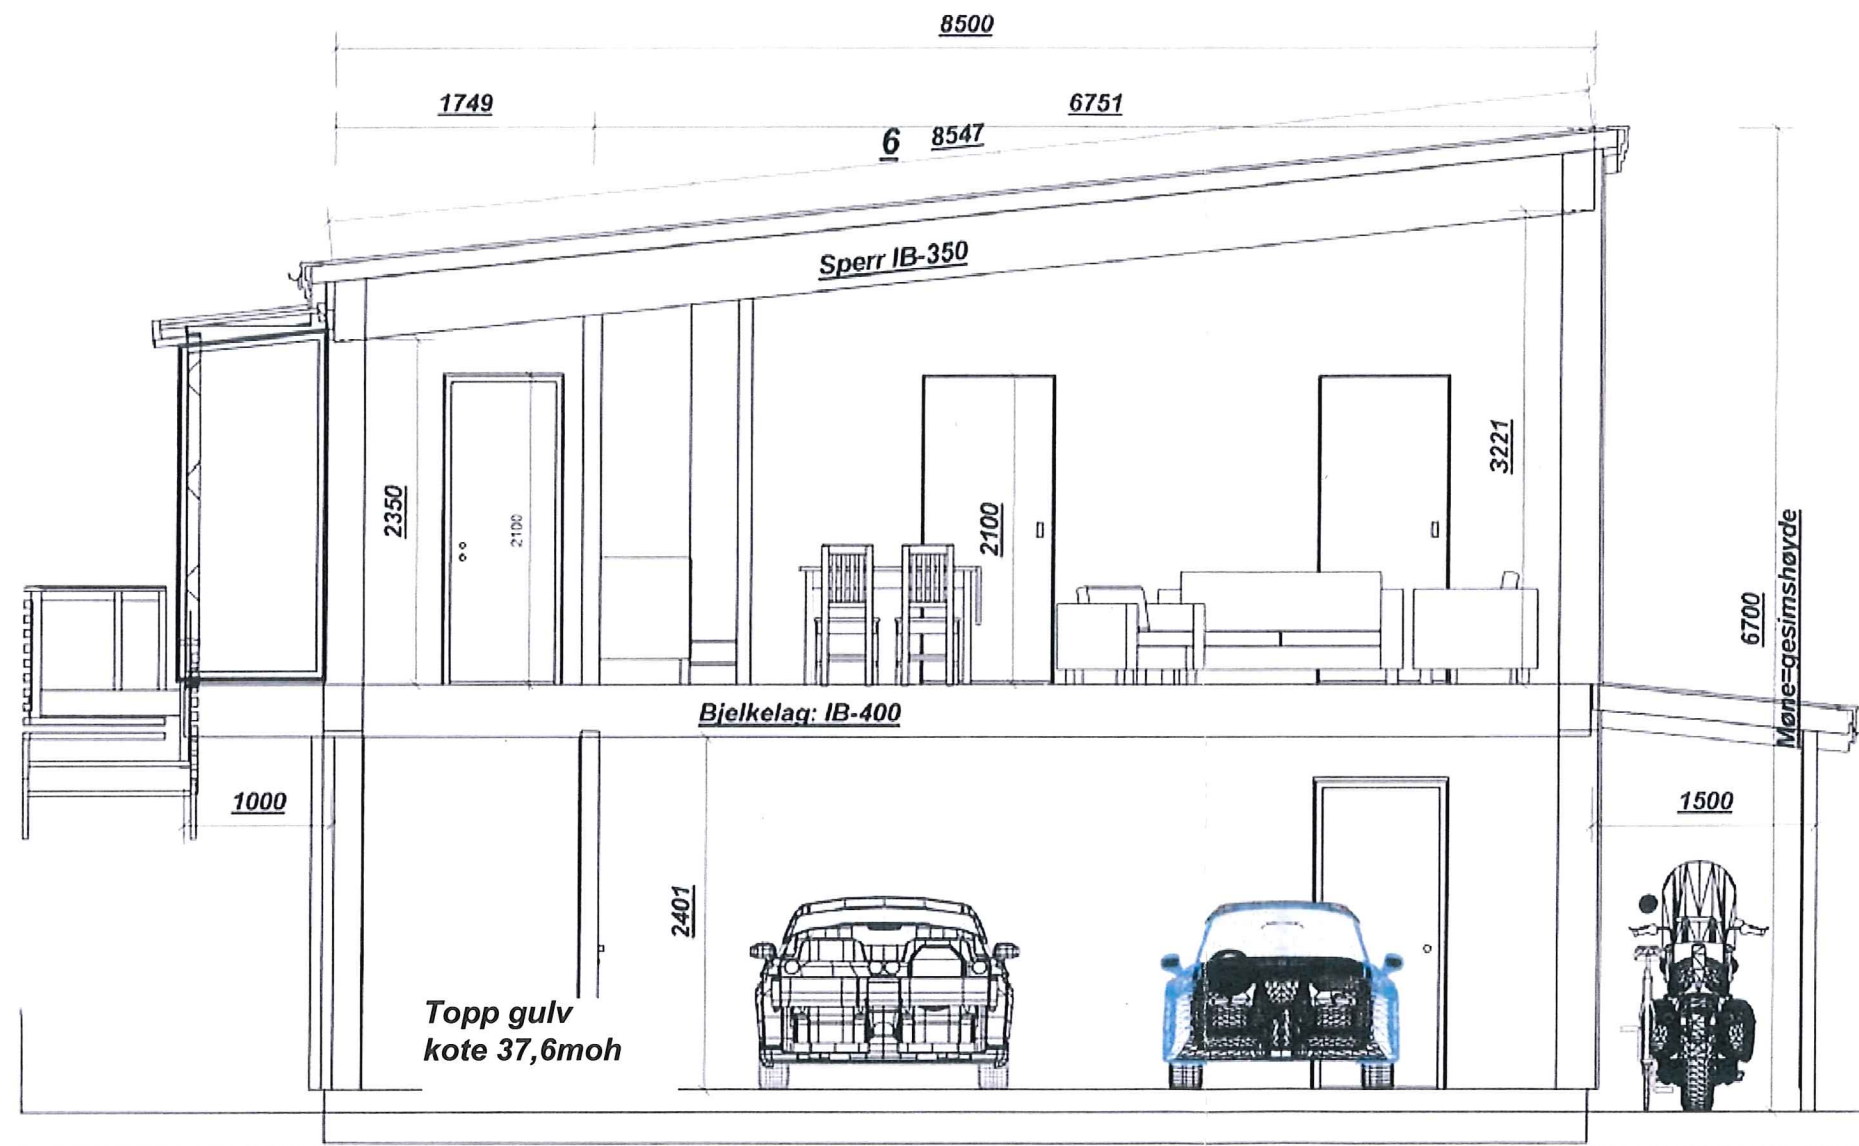 8500
1749
6751
6
8547
Sperr IB-350
2350
2100
2100
3221
6700
Møne=gesimshøyde
Bjelkelag: IB-400
1000
1500
2401
Topp gulv
kote 37,6moh